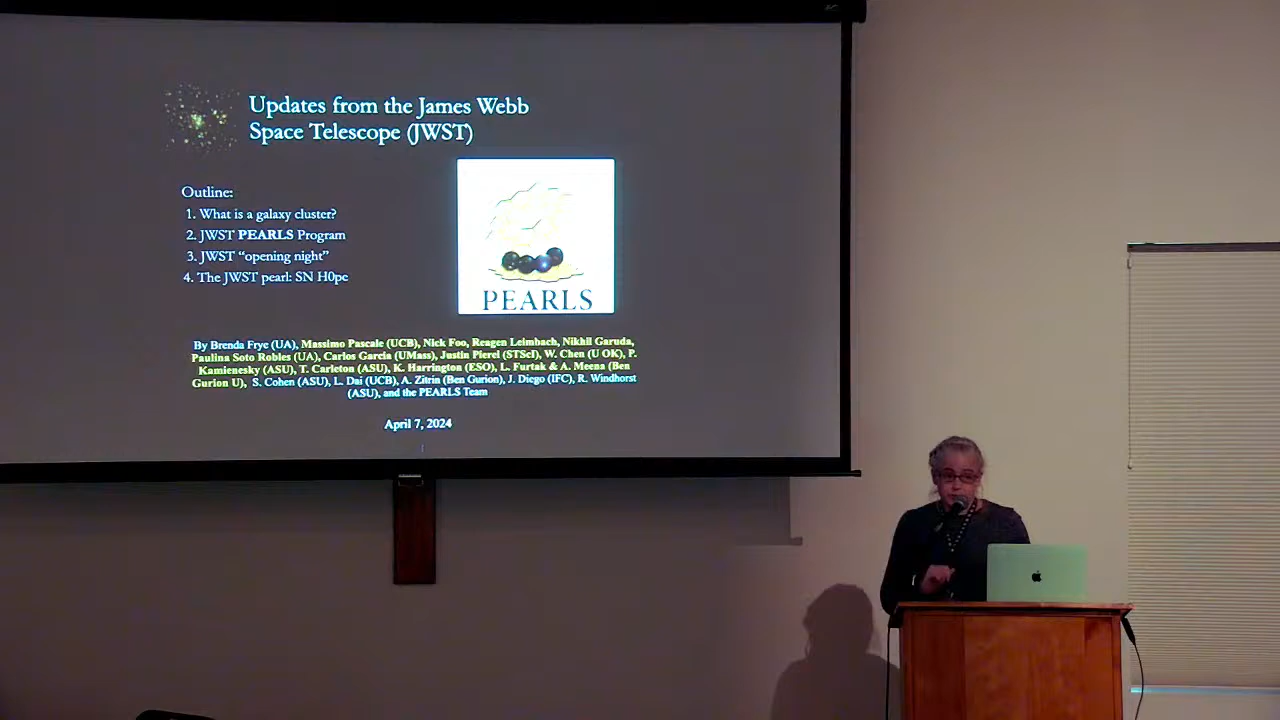 Updates from the James Webb
Space Telescope (JWST)
Outline:
1. What is a galaxy cluster?
2. JWST PEARLS Program
3. JWST “opening night”
4. The JWST pearl: SN H0pe
PEARLS
By Brenda Frye (UA), Massimo Pascale (UCB), Nick Foo, Reagen Leimbach, Nikhil Garuda,
Paulina Soto Robles (UA), Carlos Garcia (UMass), Justin Pierel (STScI), W. Chen (U OK), P.
Kamienesky (ASU), T. Carleton (ASU), K. Harrington (ESO), L. Furtak & A. Meena (Ben
Gurion U), S. Cohen (ASU), L. Dai (UCB), A. Zitrin (Ben Gurion), J. Diego (IFC), R. Windhorst
(ASU), and the PEARLS Team
April 7, 2024